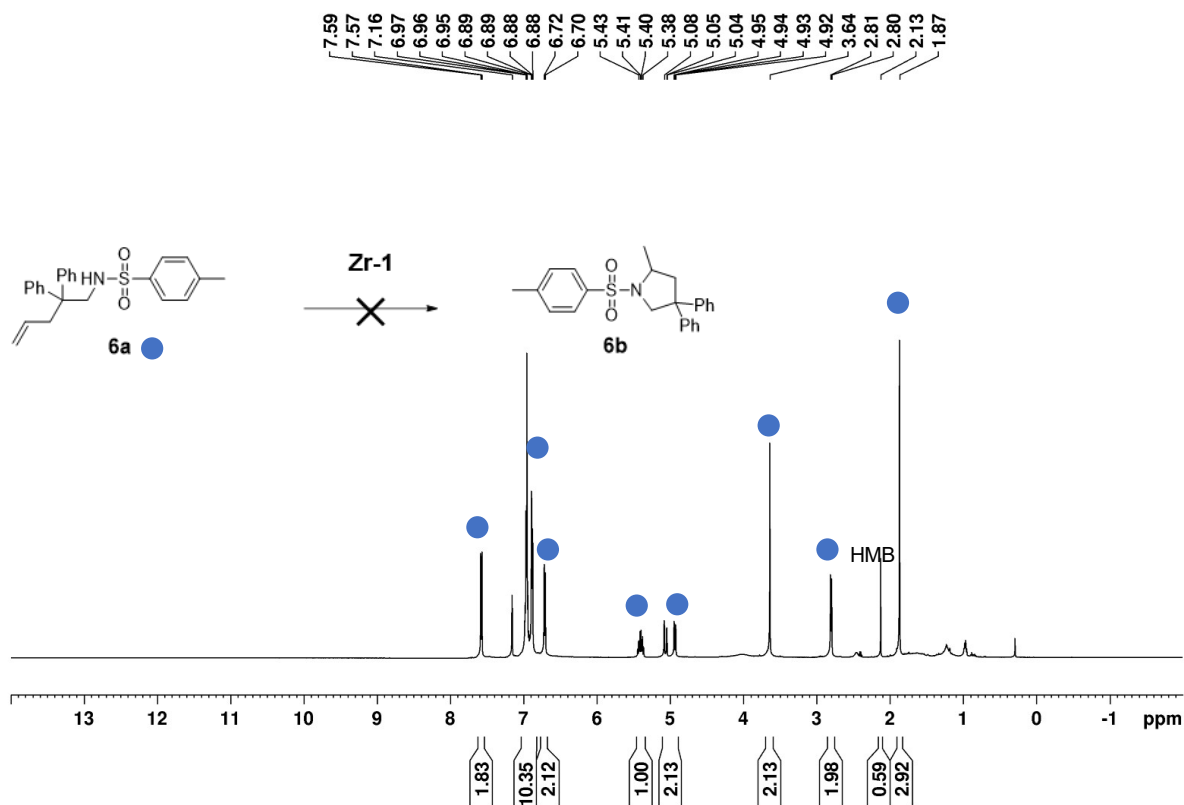 7.59 7.57 7.16 6.97 6.96 6.95 6.89 6.89 6.88 6.88 6.72 6.70 5.43 5.41 5.40 5.38 5.08 5.05 5.04 4.95 4.94 4.93 4.92 3.64 2.81 2.80 2.13 1.87
Ph HN S O O
Ph
6a
Zr-1
O S O N Ph Ph
6b
HMB
13 12 11 10 9 8 7 6 5 4 3 2 1 0 -1 ppm
1.83 10.35 2.12 1.00 2.13 2.13 1.98 0.59 2.92